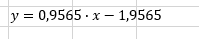 y = 0,9565 · x − 1,9565